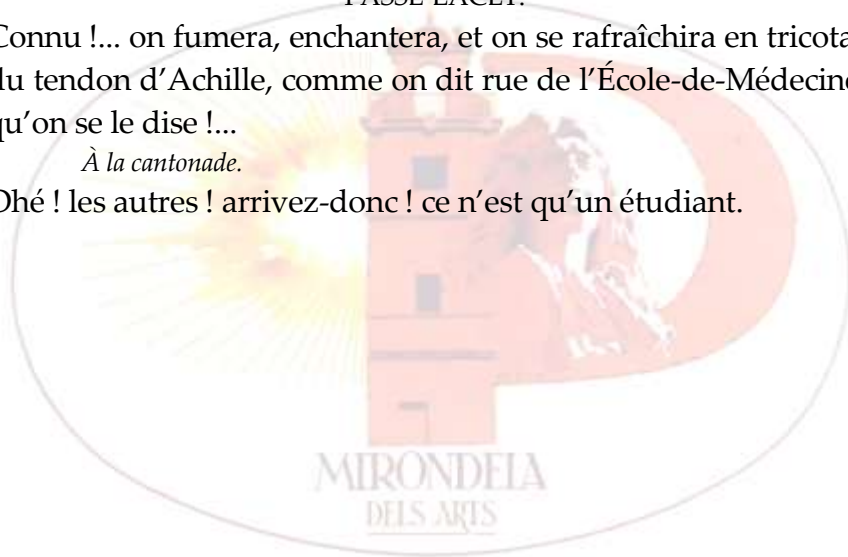 PASSE-LACET.
Connu !... on fumera, enchantera, et on se rafraîchira en tricota
du tendon d’Achille, comme on dit rue de l’École-de-Médecine
qu’on se le dise !...
À la cantonade.
Ohé ! les autres ! arrivez-donc ! ce n’est qu’un étudiant.
MIRONDELA
DELS ARTS